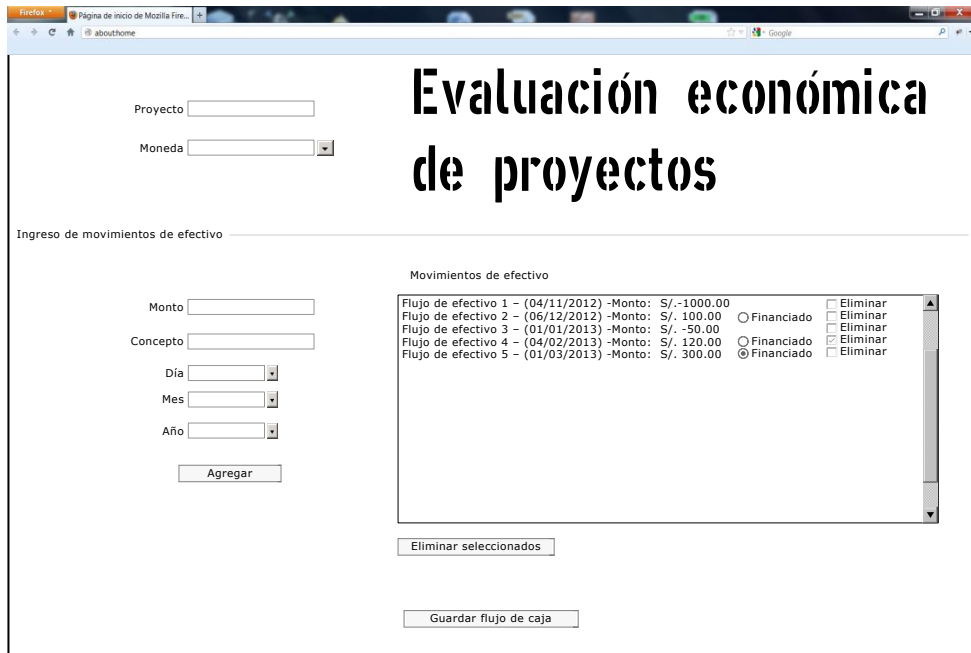 Firefox
Página de inicio de Mozilla Fire...
abouthome
Google
Evaluación económica
de proyectos
Proyecto
Moneda
Ingreso de movimientos de efectivo
Movimientos de efectivo
Monto
Concepto
Día
Mes
Año
Agregar
Flujo de efectivo 1 – (04/11/2012) -Monto: S/.-1000.00 Eliminar
Flujo de efectivo 2 – (06/12/2012) -Monto: S/. 100.00 Financiado Eliminar
Flujo de efectivo 3 – (01/01/2013) -Monto: S/. -50.00 Eliminar
Flujo de efectivo 4 – (04/02/2013) -Monto: S/. 120.00 Financiado Eliminar
Flujo de efectivo 5 – (01/03/2013) -Monto: S/. 300.00 Financiado Eliminar
Eliminar seleccionados
Guardar flujo de caja